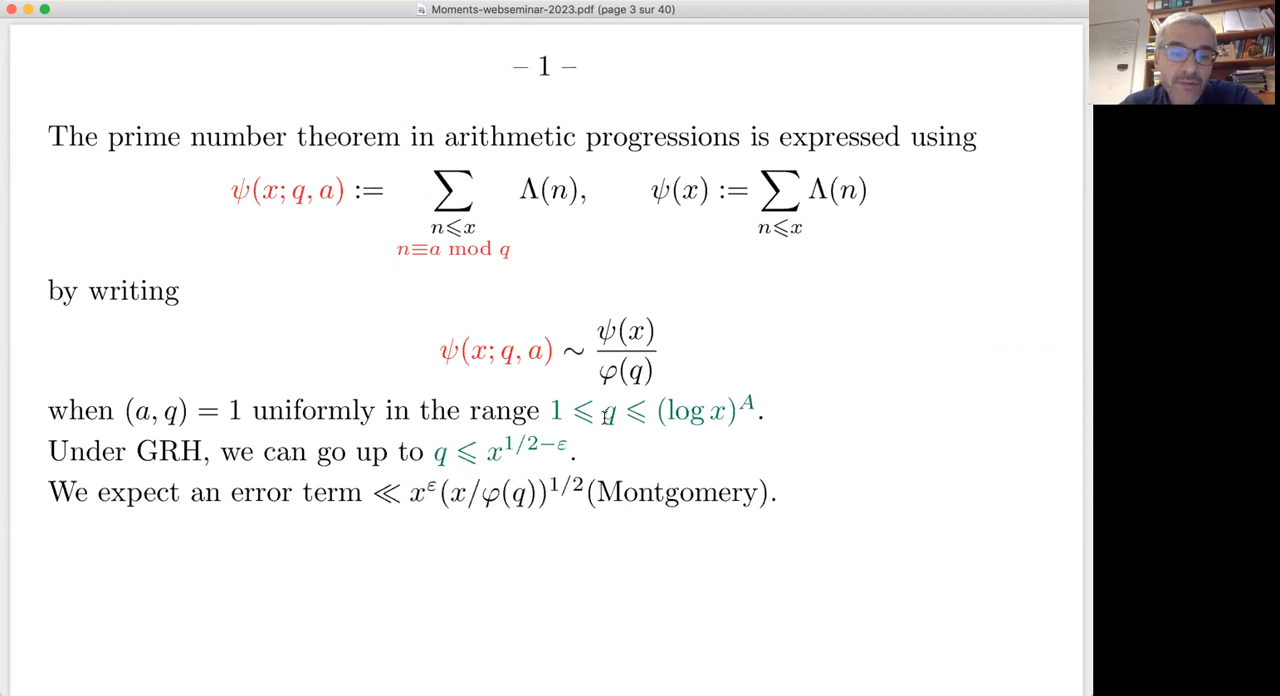 Moments-webseminar-2023.pdf (page 3 sur 40)
– 1 –
The prime number theorem in arithmetic progressions is expressed using
ψ(x; q, a) := ∑ Λ(n), ψ(x) := ∑ Λ(n)
n⩽x n⩽x
n≡a mod q
by writing
ψ(x; q, a) ∼ ψ(x)/φ(q)
when (a, q) = 1 uniformly in the range 1 ⩽ q ⩽ (log x)^A.
Under GRH, we can go up to q ⩽ x^{1/2−ε}.
We expect an error term ≪ x^ε(x/φ(q))^{1/2}(Montgomery).